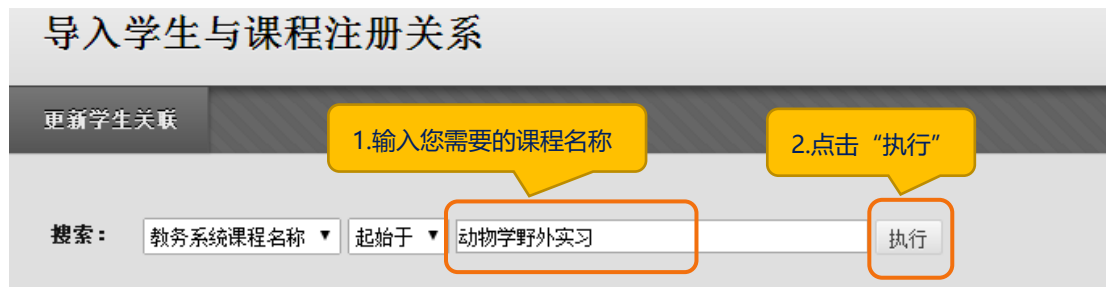 导入学生与课程注册关系
更新学生关联
1.输入您需要的课程名称
2.点击“执行”
搜索： 教务系统课程名称 ▼ 起始于 ▼ 动物学野外实习 执行